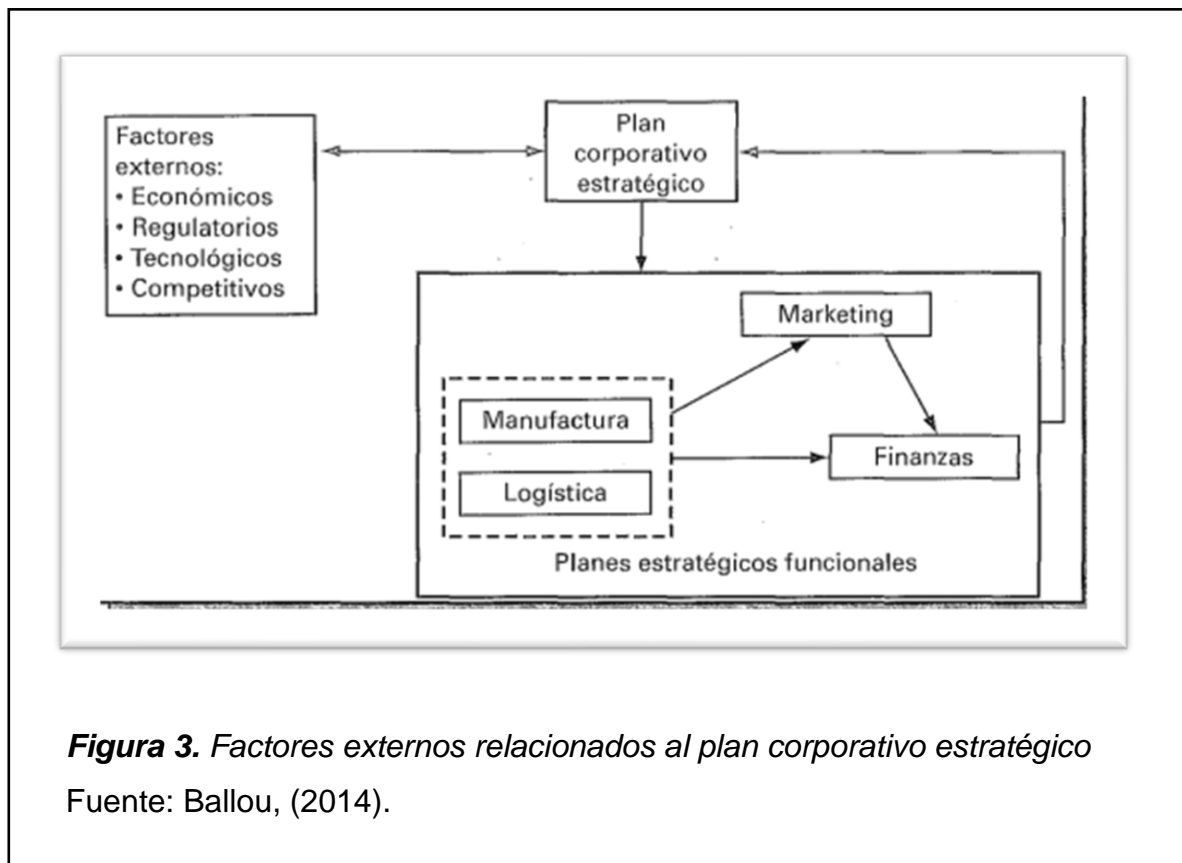 Factores
externos:
• Económicos
• Regulatorios
• Tecnológicos
• Competitivos
Plan
corporativo
estratégico
Marketing
Manufactura
Logística
Finanzas
Planes estratégicos funcionales
Figura 3. Factores externos relacionados al plan corporativo estratégico
Fuente: Ballou, (2014).